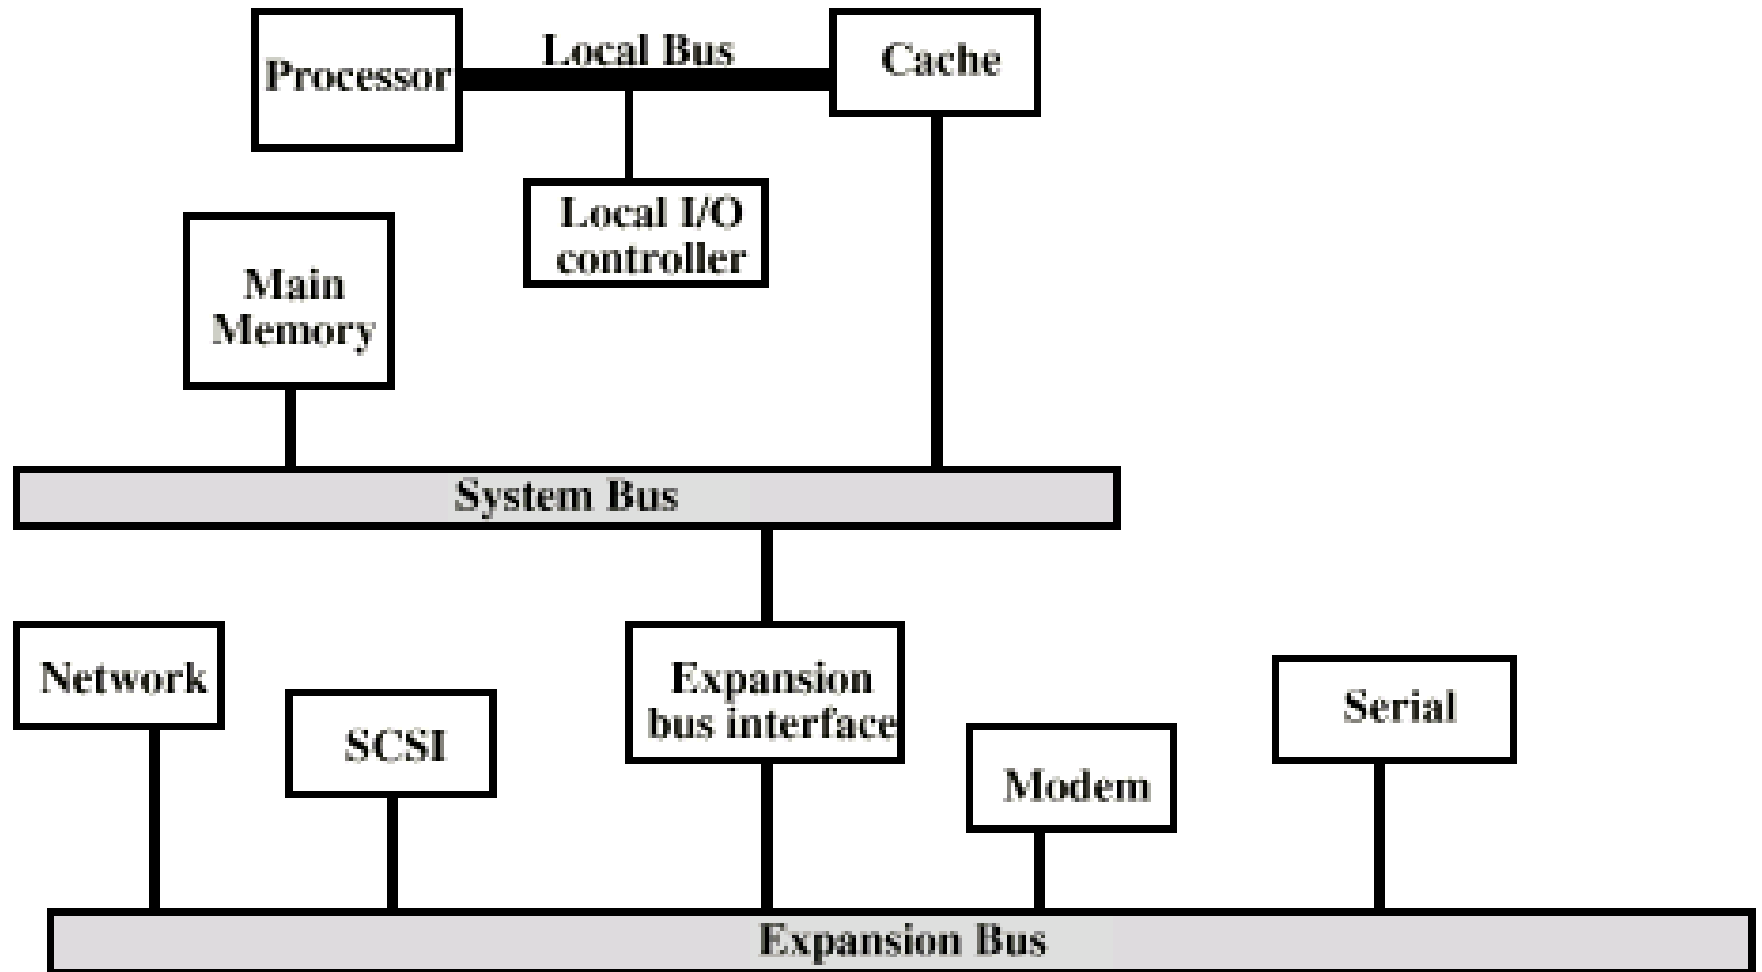 Processor
Local Bus
Cache
Local I/O
controller
Main
Memory
System Bus
Network
SCSI
Expansion
bus interface
Modem
Serial
Expansion Bus